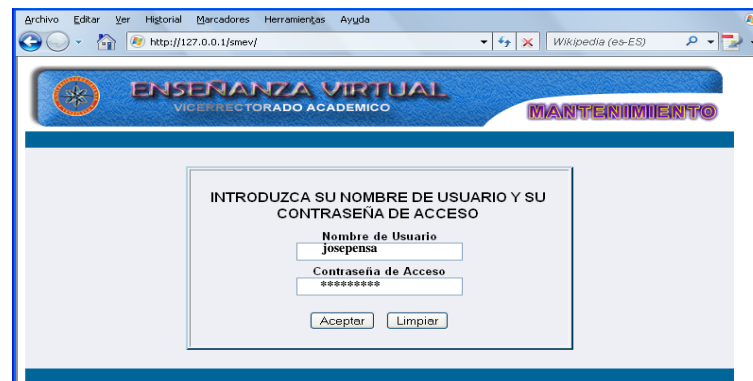 Archivo Editar Ver Historial Marcadores Herramientas Ayuda
http://127.0.0.1/smev/ Wikipedia (es-ES)
ENSEÑANZA VIRTUAL
VICERRECTORADO ACADEMICO
MANTENIMIENTO
INTRODUZCA SU NOMBRE DE USUARIO Y SU
CONTRASEÑA DE ACCESO
Nombre de Usuario
josepensa
Contraseña de Acceso
*********
Aceptar Limpiar